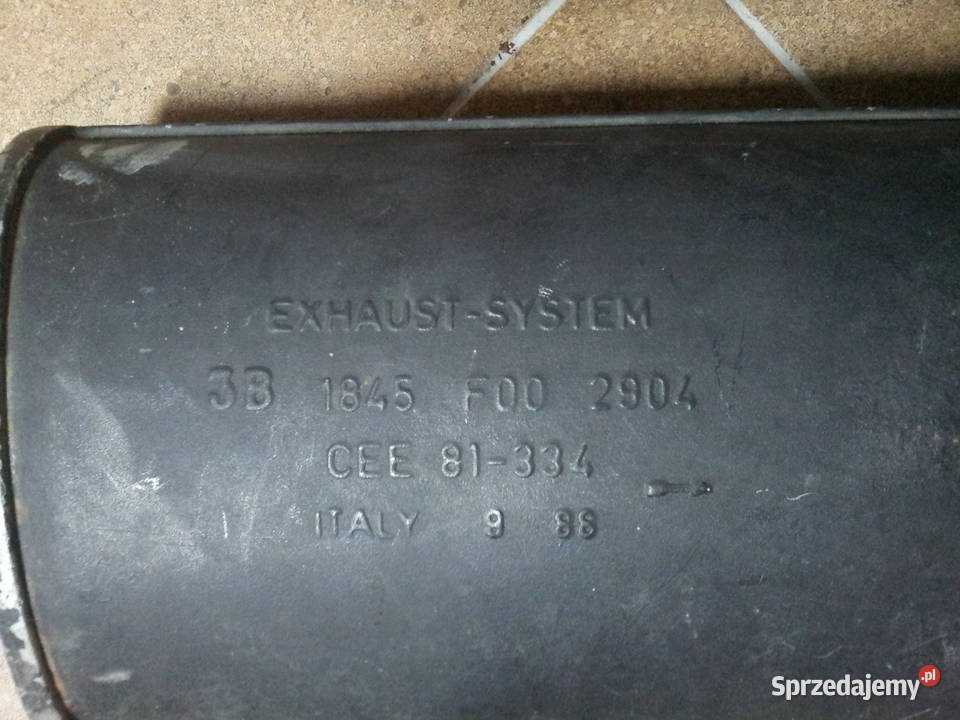 EXHAUST-SYSTEM
3B 1845 F00 2904
CEE 81-334
ITALY 9 88
Sprzedajemy.pl